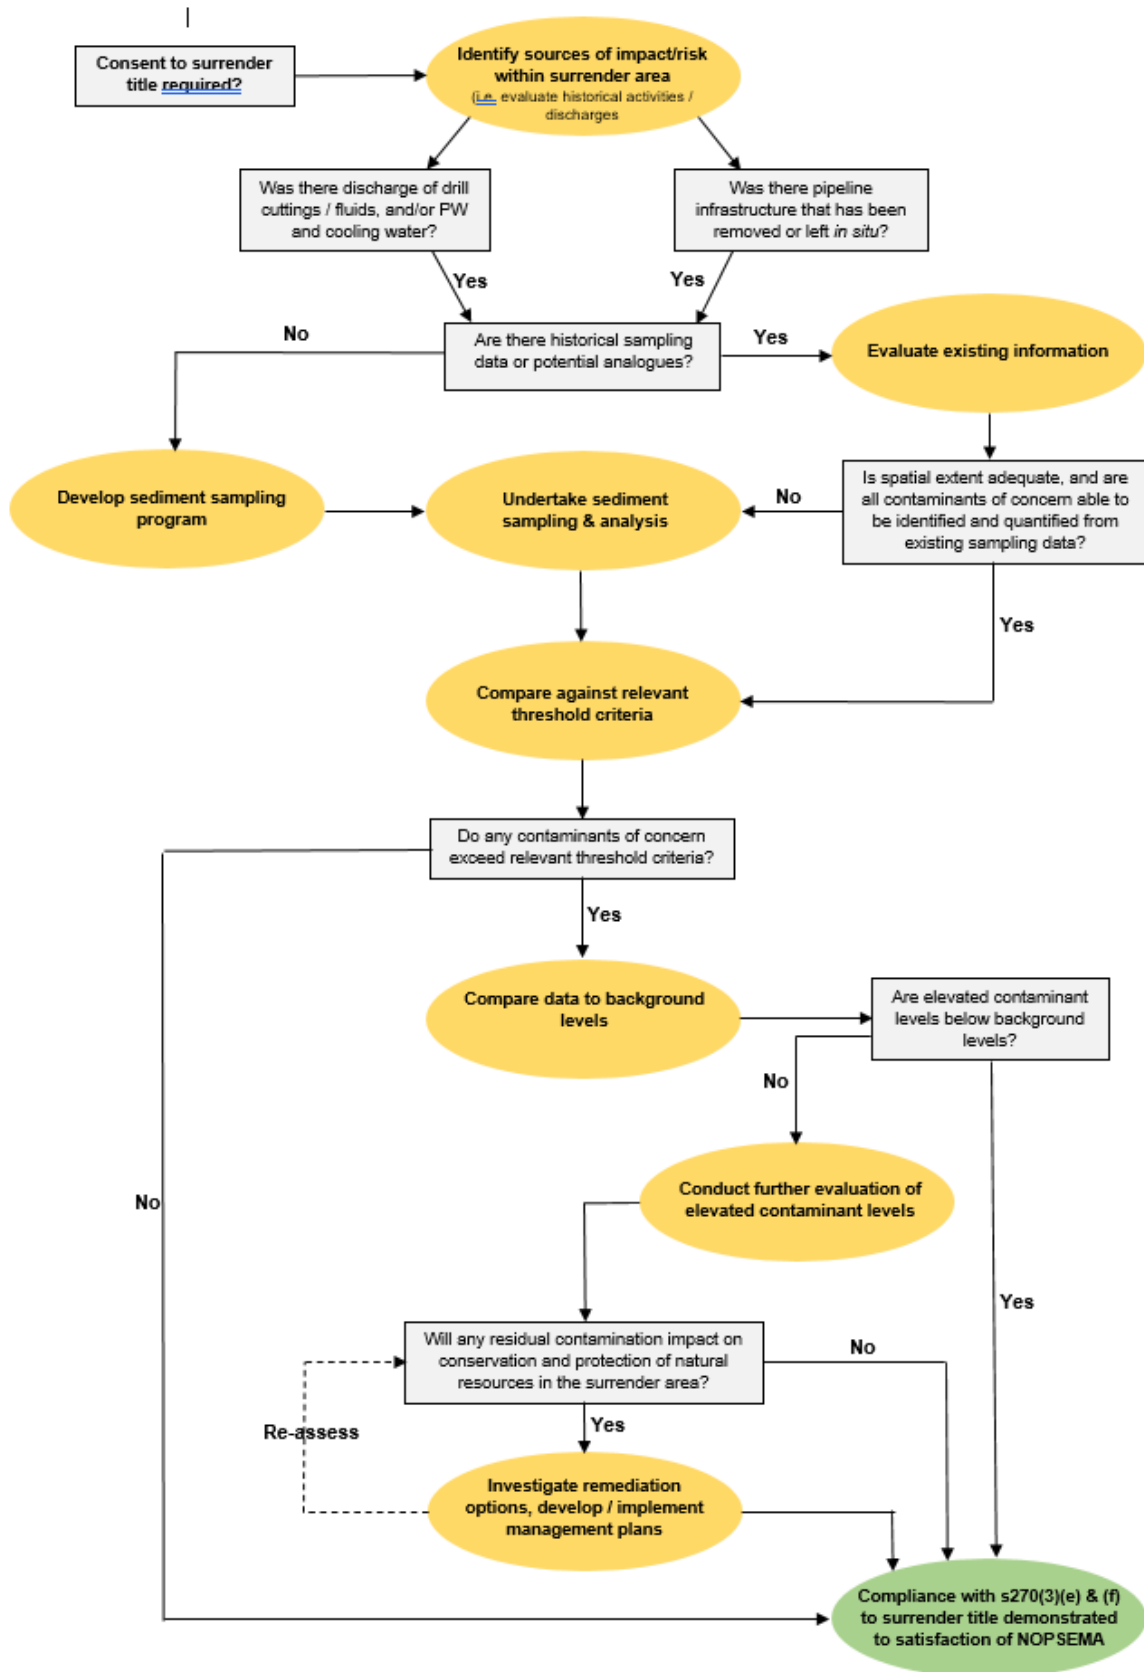 Consent to surrender
title required?
Identify sources of impact/risk
within surrender area
(i.e. evaluate historical activities /
discharges
Was there discharge of drill
cuttings / fluids, and/or PW
and cooling water?
Was there pipeline
infrastructure that has been
removed or left in situ?
Yes
Yes
No
Are there historical sampling
data or potential analogues?
Yes
Evaluate existing information
Develop sediment sampling
program
Undertake sediment
sampling & analysis
No
Is spatial extent adequate, and are
all contaminants of concern able to
be identified and quantified from
existing sampling data?
Yes
Compare against relevant
threshold criteria
Do any contaminants of concern
exceed relevant threshold criteria?
Yes
Compare data to background
levels
Are elevated contaminant
levels below background
levels?
No
No
Conduct further evaluation of
elevated contaminant levels
Yes
Will any residual contamination impact on
conservation and protection of natural
resources in the surrender area?
No
Yes
Re-assess
Investigate remediation
options, develop / implement
management plans
Compliance with s270(3)(e) & (f)
to surrender title demonstrated
to satisfaction of NOPSEMA